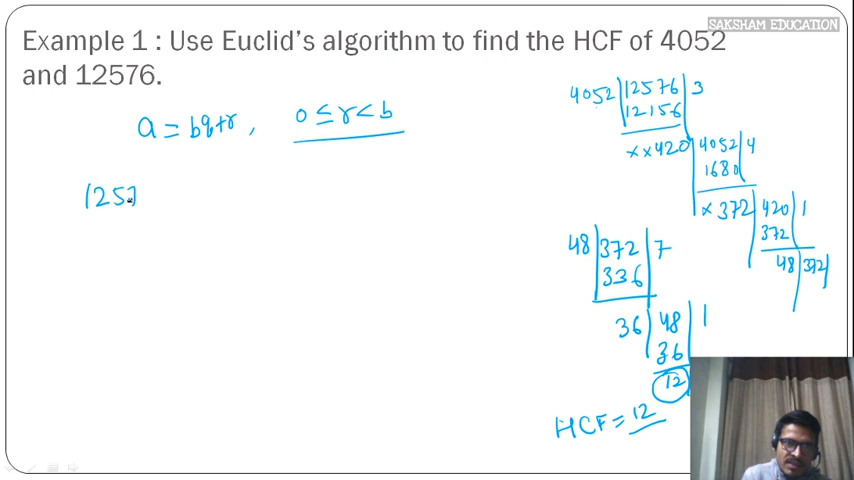 SAKSHAM EDUCATION
Example 1 : Use Euclid's algorithm to find the HCF of 4052
and 12576.
a = bq+r, 0 ≤ r < b
1257
4052 | 12576 | 3
12156
××420 | 4052 | 4
1680
×372 | 420 | 1
372
48 | 372 |
48 | 372 | 7
336
36 | 48 | 1
36
12
HCF = 12